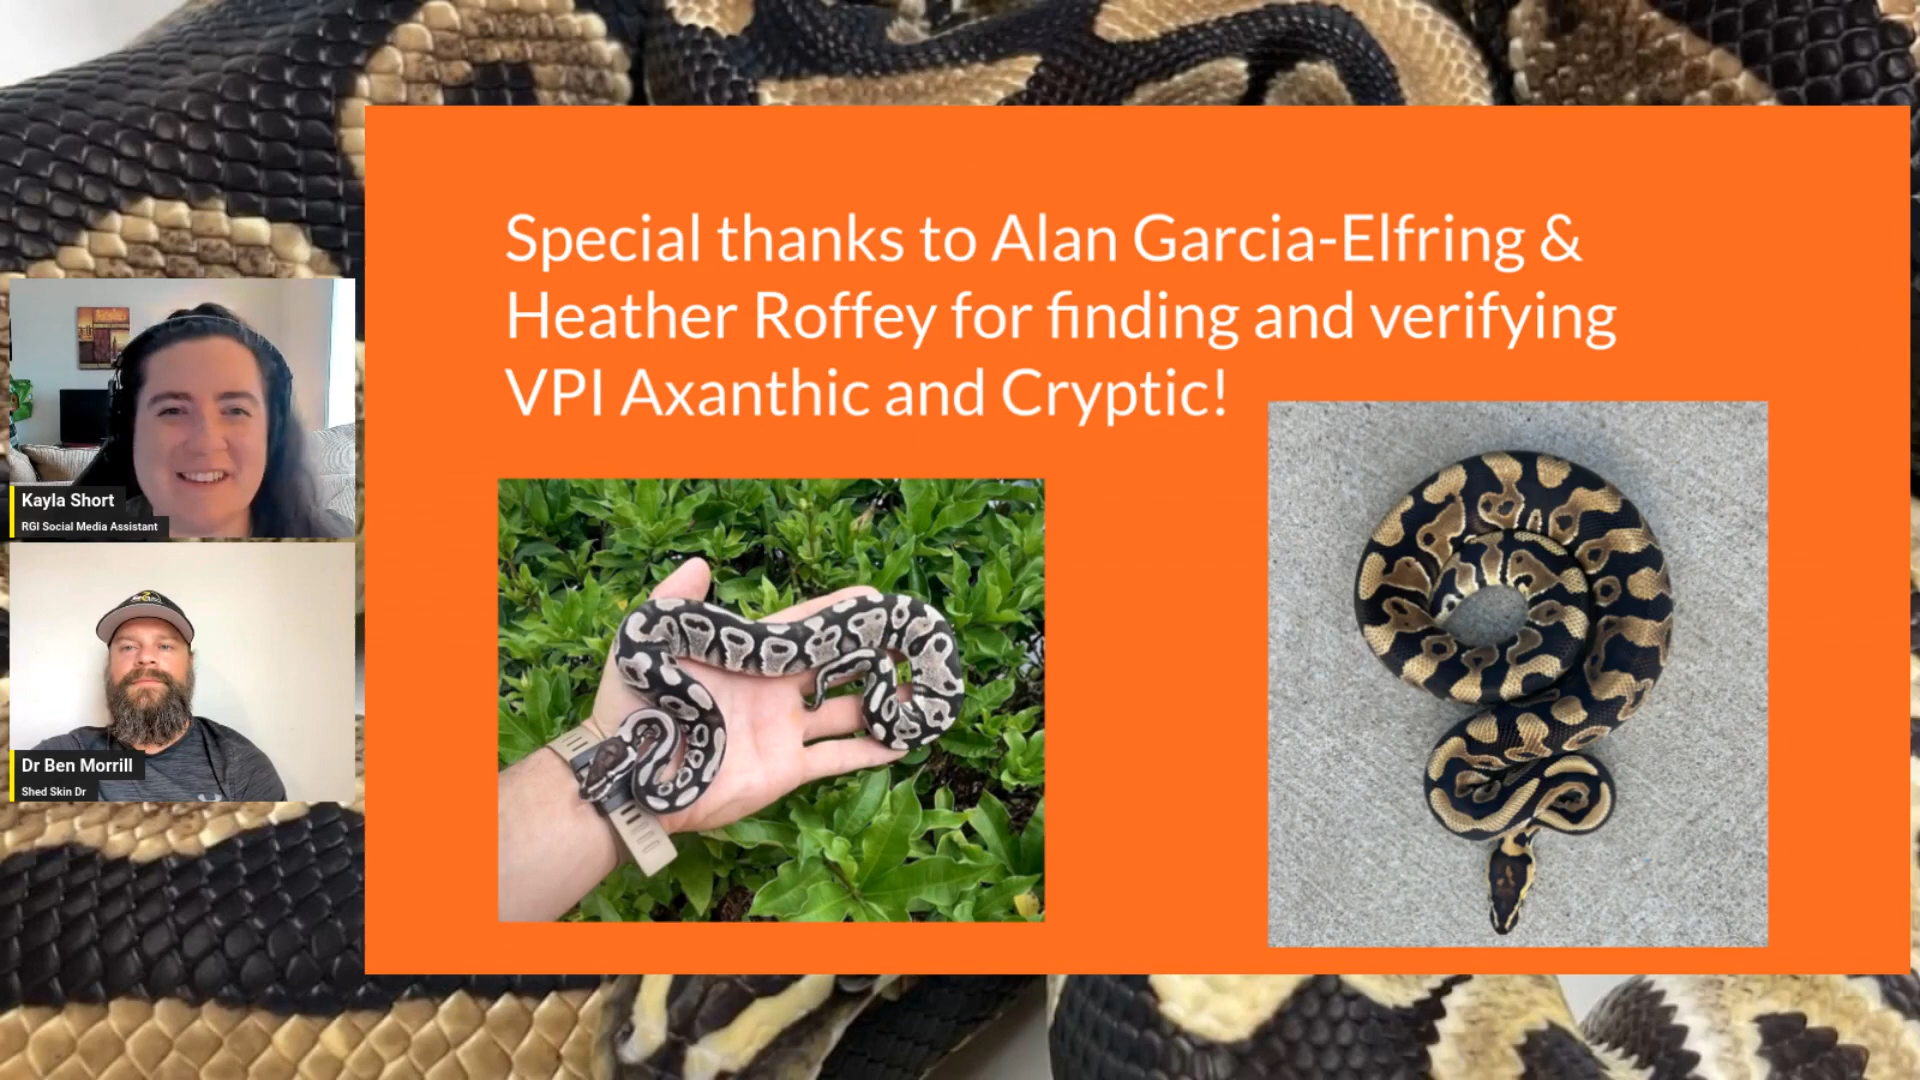 Special thanks to Alan Garcia-Elfring &
Heather Roffey for finding and verifying
VPI Axanthic and Cryptic!
Kayla Short
RGI Social Media Assistant
Dr Ben Morrill
Shed Skin Dr